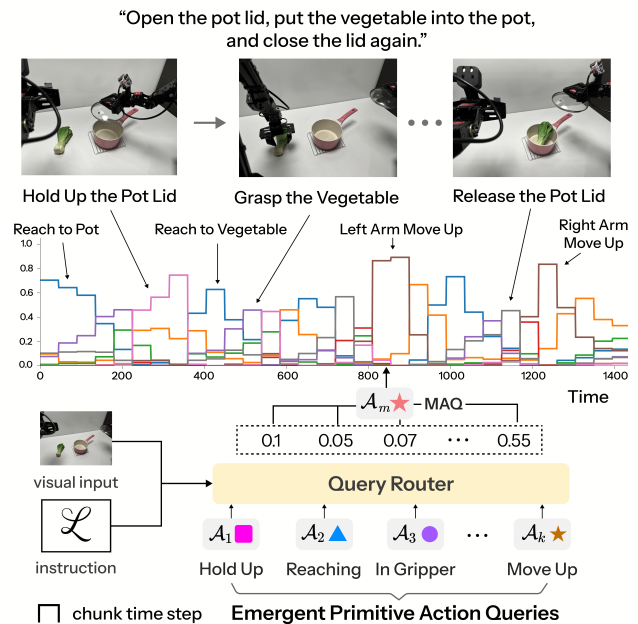 “Open the pot lid, put the vegetable into the pot,
and close the lid again.”
Hold Up the Pot Lid
Grasp the Vegetable
Release the Pot Lid
Reach to Pot
Reach to Vegetable
Left Arm Move Up
Right Arm
Move Up
1.0
0.8
0.6
0.4
0.2
0.0
0 200 400 600 800 1000 1200 1400
Time
𝒜m MAQ
0.1 0.05 0.07 ··· 0.55
visual input
Query Router
ℒ
instruction
𝒜1 𝒜2 𝒜3 ··· 𝒜k
Hold Up Reaching In Gripper Move Up
chunk time step
Emergent Primitive Action Queries